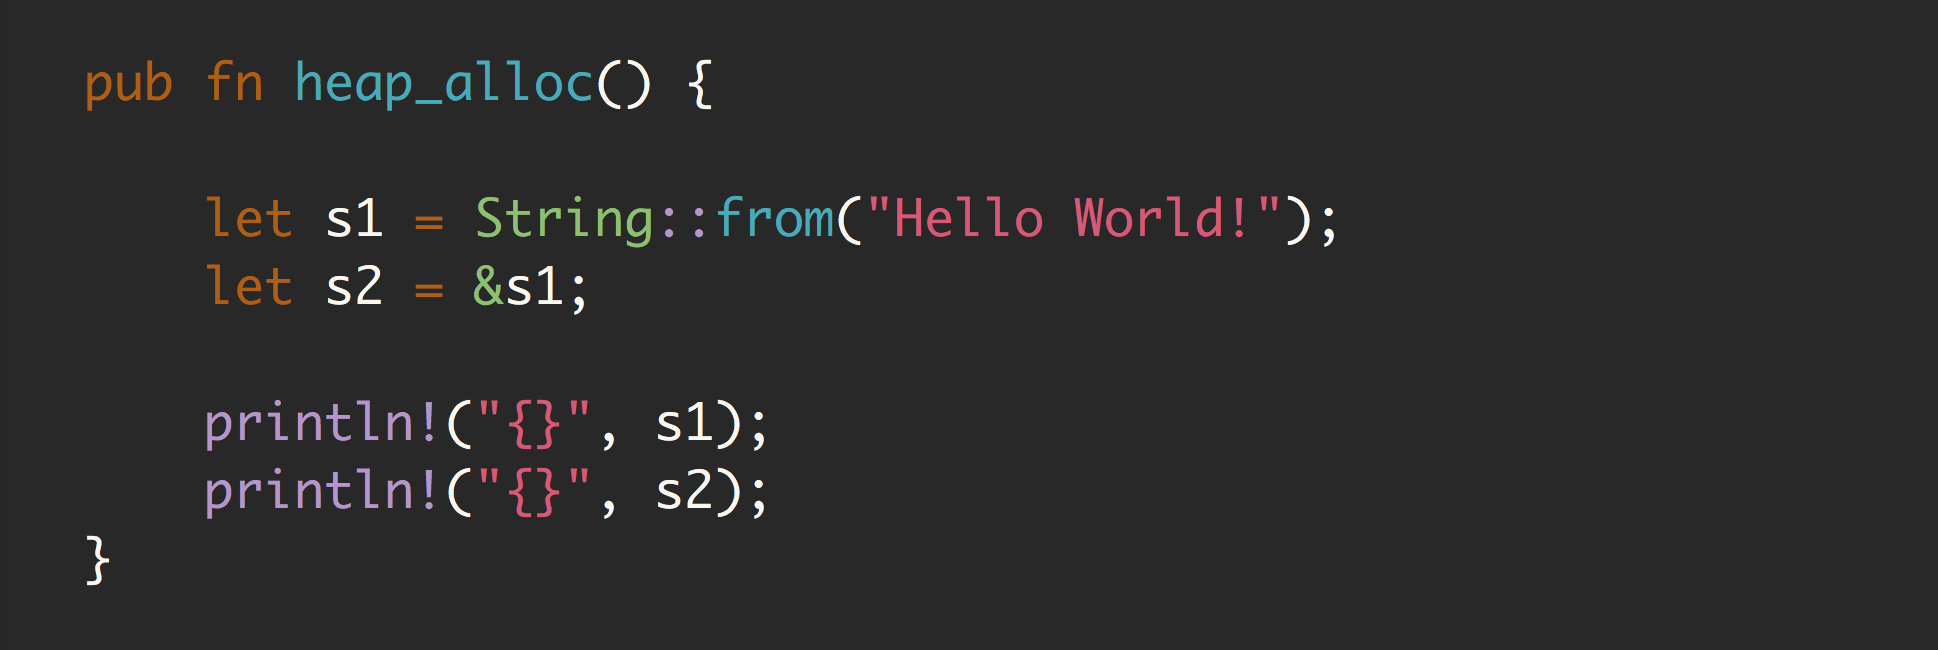 pub fn heap_alloc() {
    let s1 = String::from("Hello World!");
    let s2 = &s1;
    println!("{}", s1);
    println!("{}", s2);
}